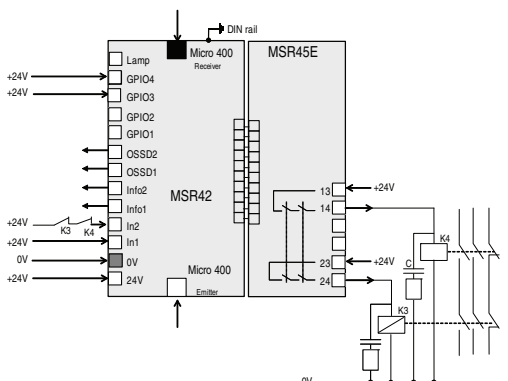 DIN rail
Micro 400
Receiver
MSR45E
Lamp
+24V
GPIO4
+24V
GPIO3
GPIO2
GPIO1
OSSD2
OSSD1
Info2
MSR42
Info1
+24V
K3
K4
In2
+24V
In1
0V
0V
+24V
24V
Micro 400
Emitter
13
+24V
14
23
+24V
24
K4
C
K3
0V